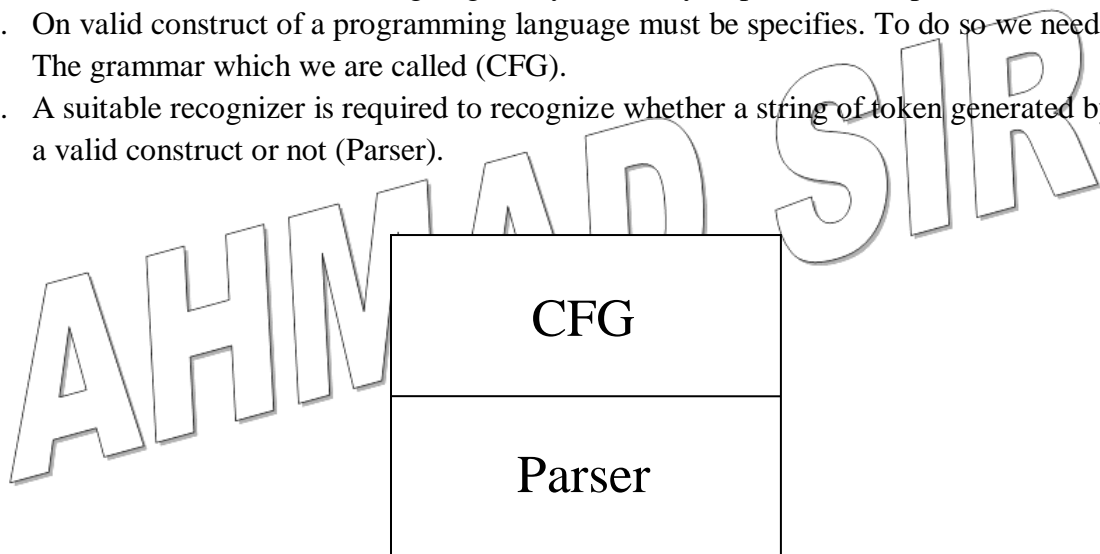 . On valid construct of a programming language must be specifies. To do so we need
The grammar which we are called (CFG).
. A suitable recognizer is required to recognize whether a string of token generated b
a valid construct or not (Parser).
AHMAD SIR
CFG
Parser